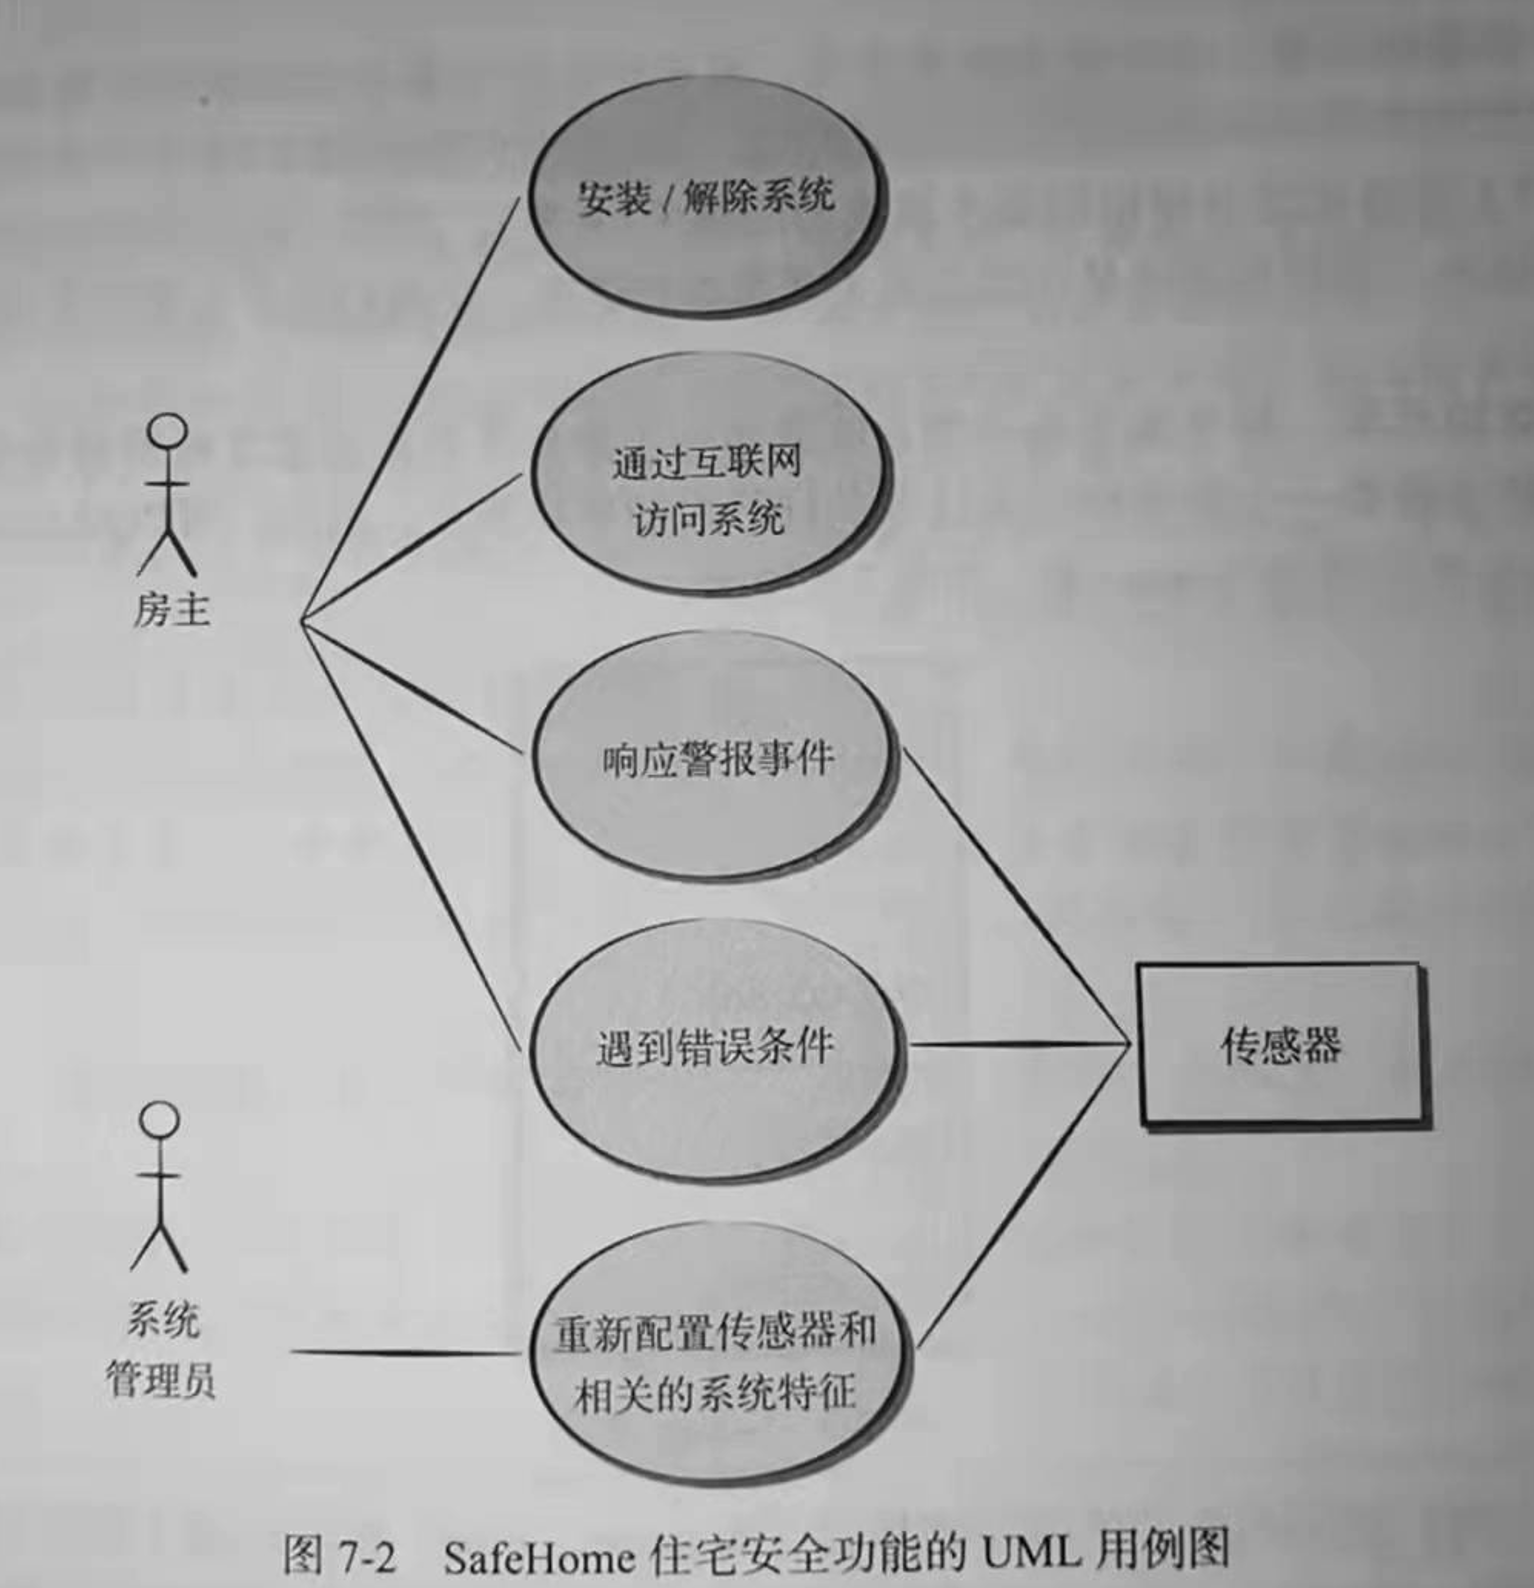 安装/解除系统
通过互联网
访问系统
房主
响应警报事件
遇到错误条件
传感器
系统
管理员
重新配置传感器和
相关的系统特征
图 7-2 SafeHome 住宅安全功能的 UML 用例图